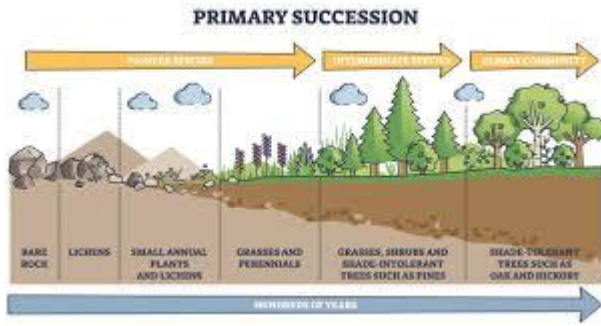 PRIMARY SUCCESSION
PIONEER SPECIES
INTERMEDIATE SPECIES
CLIMAX COMMUNITY
BARE
ROCK
LICHENS
SMALL ANNUAL
PLANTS
AND LICHENS
GRASSES AND
PERENNIALS
GRASSES, SHRUBS AND
SHADE-INTOLERANT
TREES SUCH AS PINES
SHADE-TOLERANT
TREES SUCH AS
OAK AND HICKORY
HUNDREDS OF YEARS